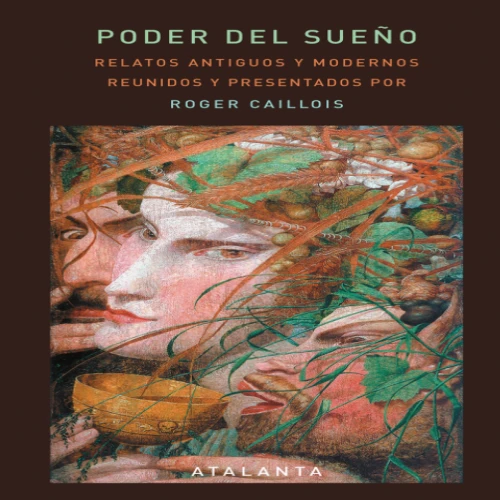 PODER DEL SUEÑO
RELATOS ANTIGUOS Y MODERNOS
REUNIDOS Y PRESENTADOS POR
ROGER CAILLOIS
ATALANTA